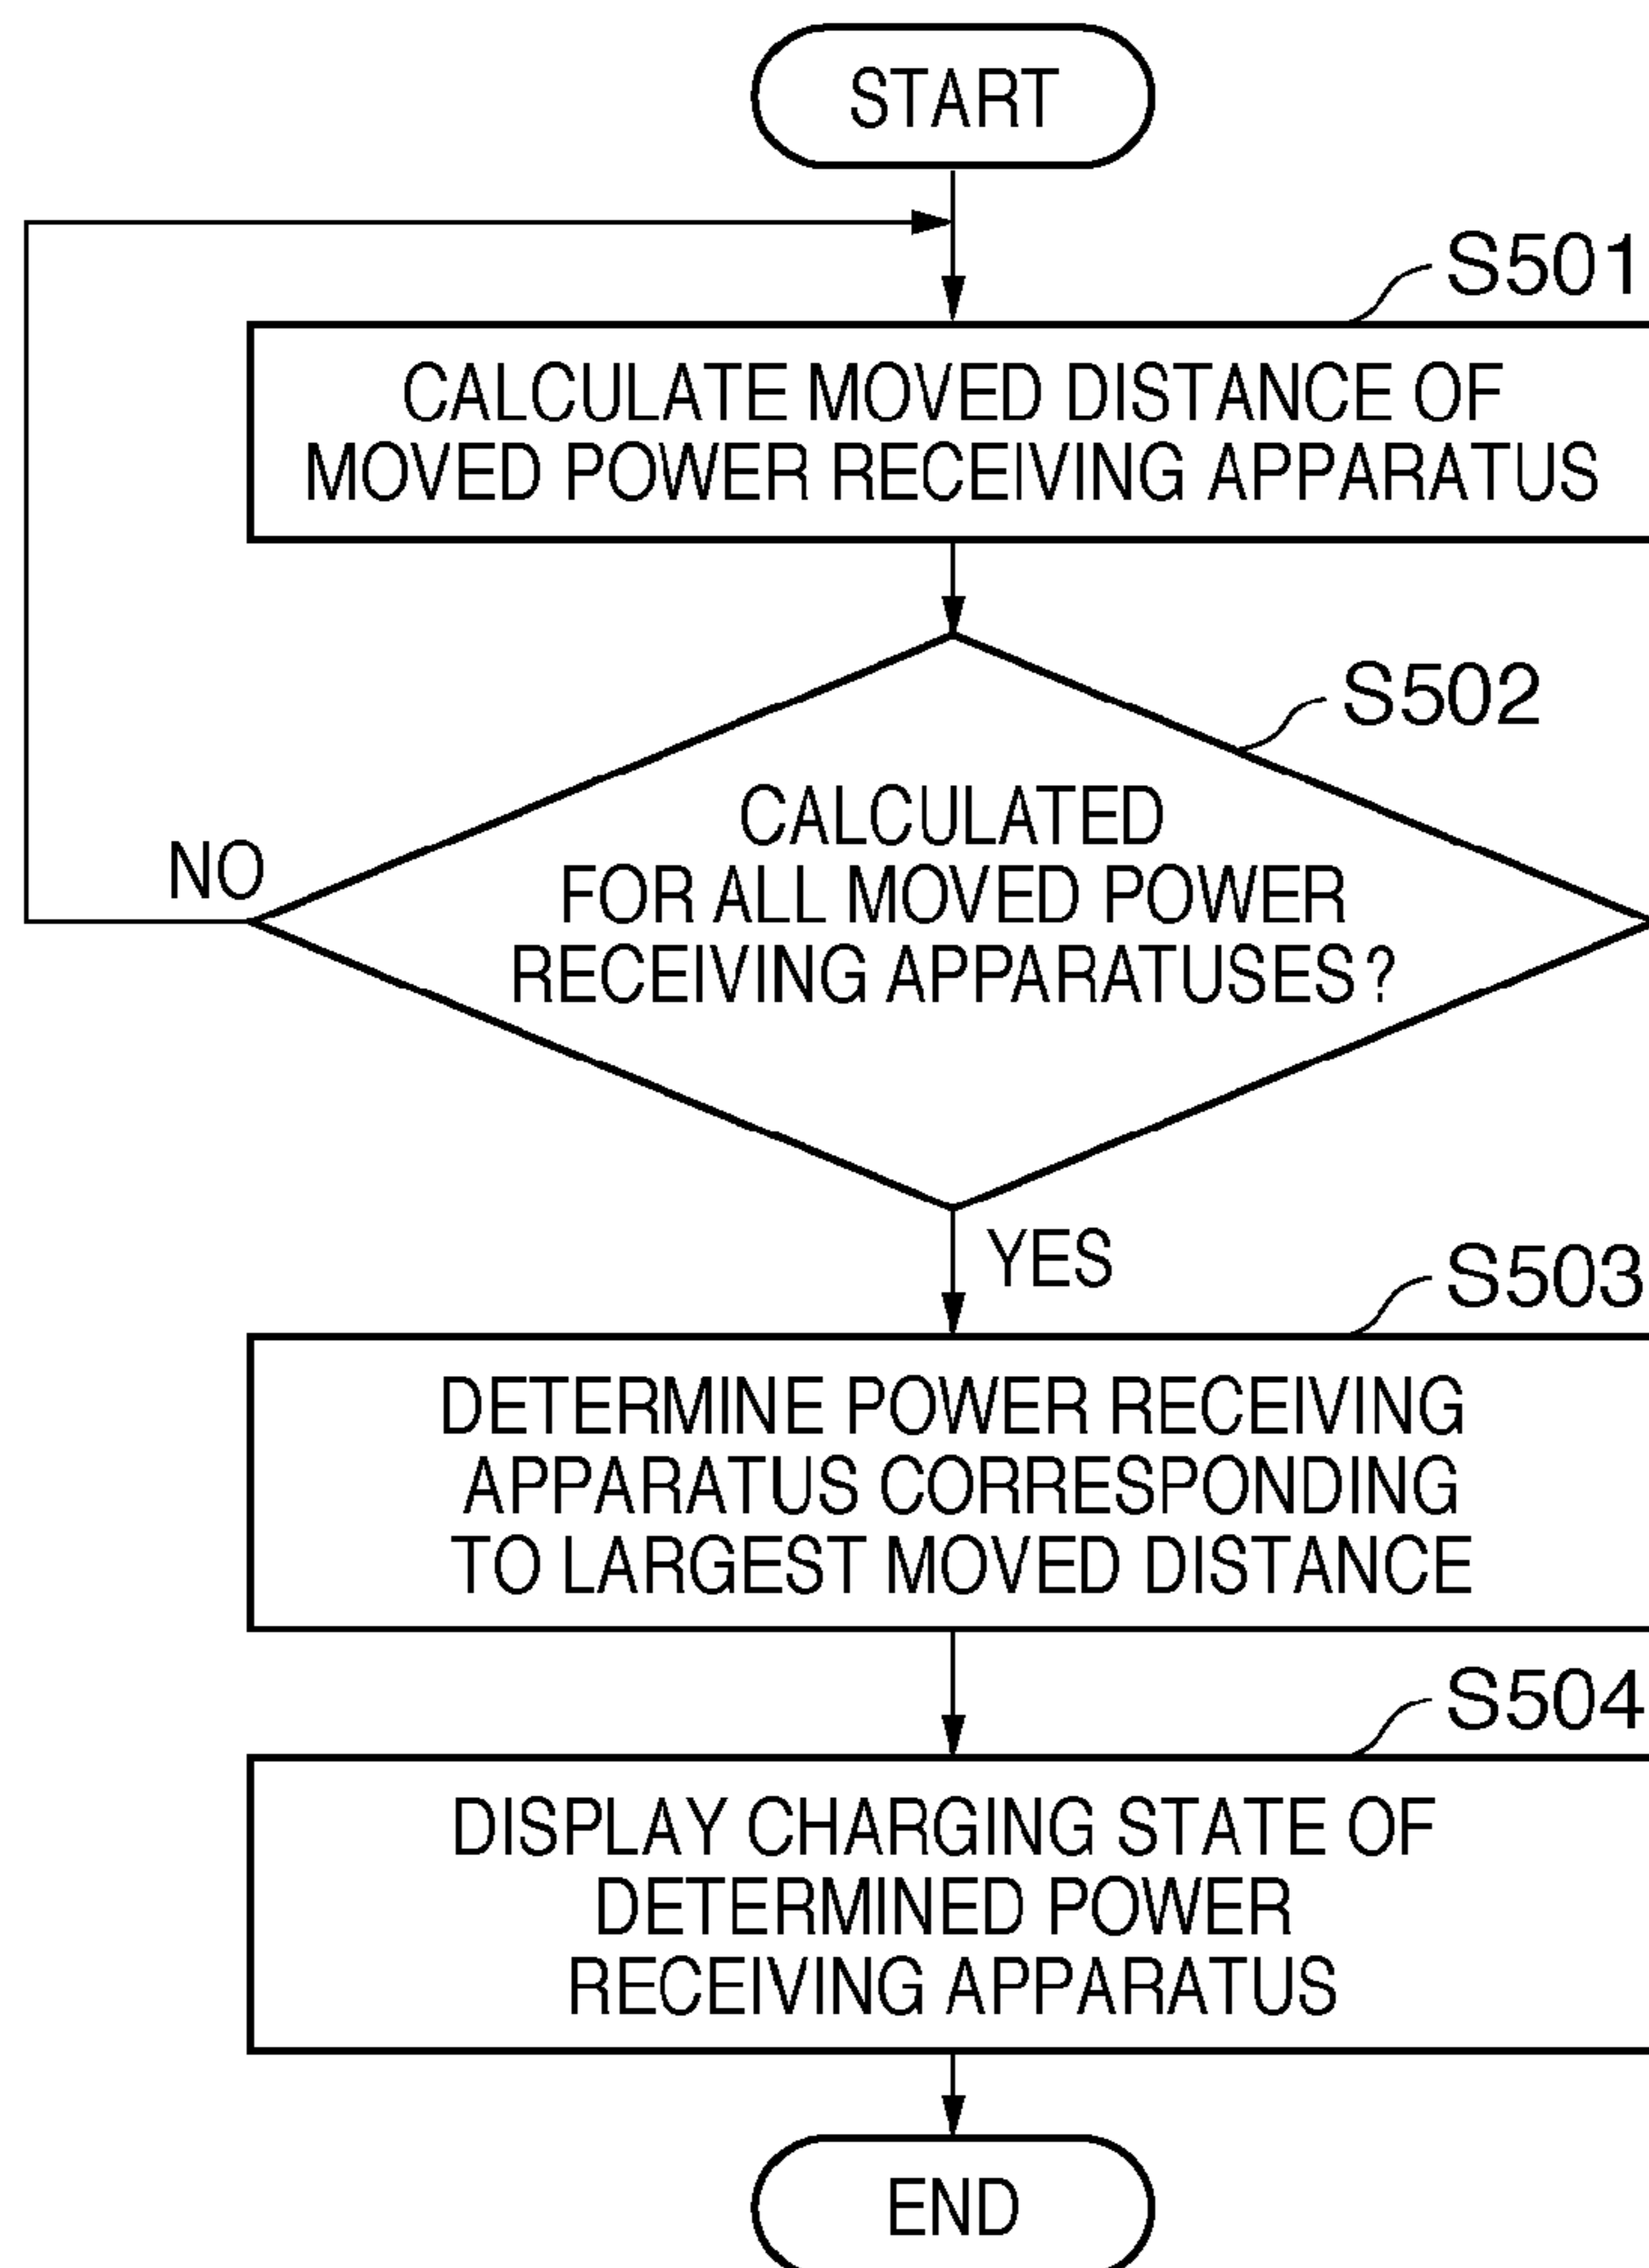 START
S501
CALCULATE MOVED DISTANCE OF
MOVED POWER RECEIVING APPARATUS
S502
CALCULATED
FOR ALL MOVED POWER
RECEIVING APPARATUSES?
NO
YES
S503
DETERMINE POWER RECEIVING
APPARATUS CORRESPONDING
TO LARGEST MOVED DISTANCE
S504
DISPLAY CHARGING STATE OF
DETERMINED POWER
RECEIVING APPARATUS
END